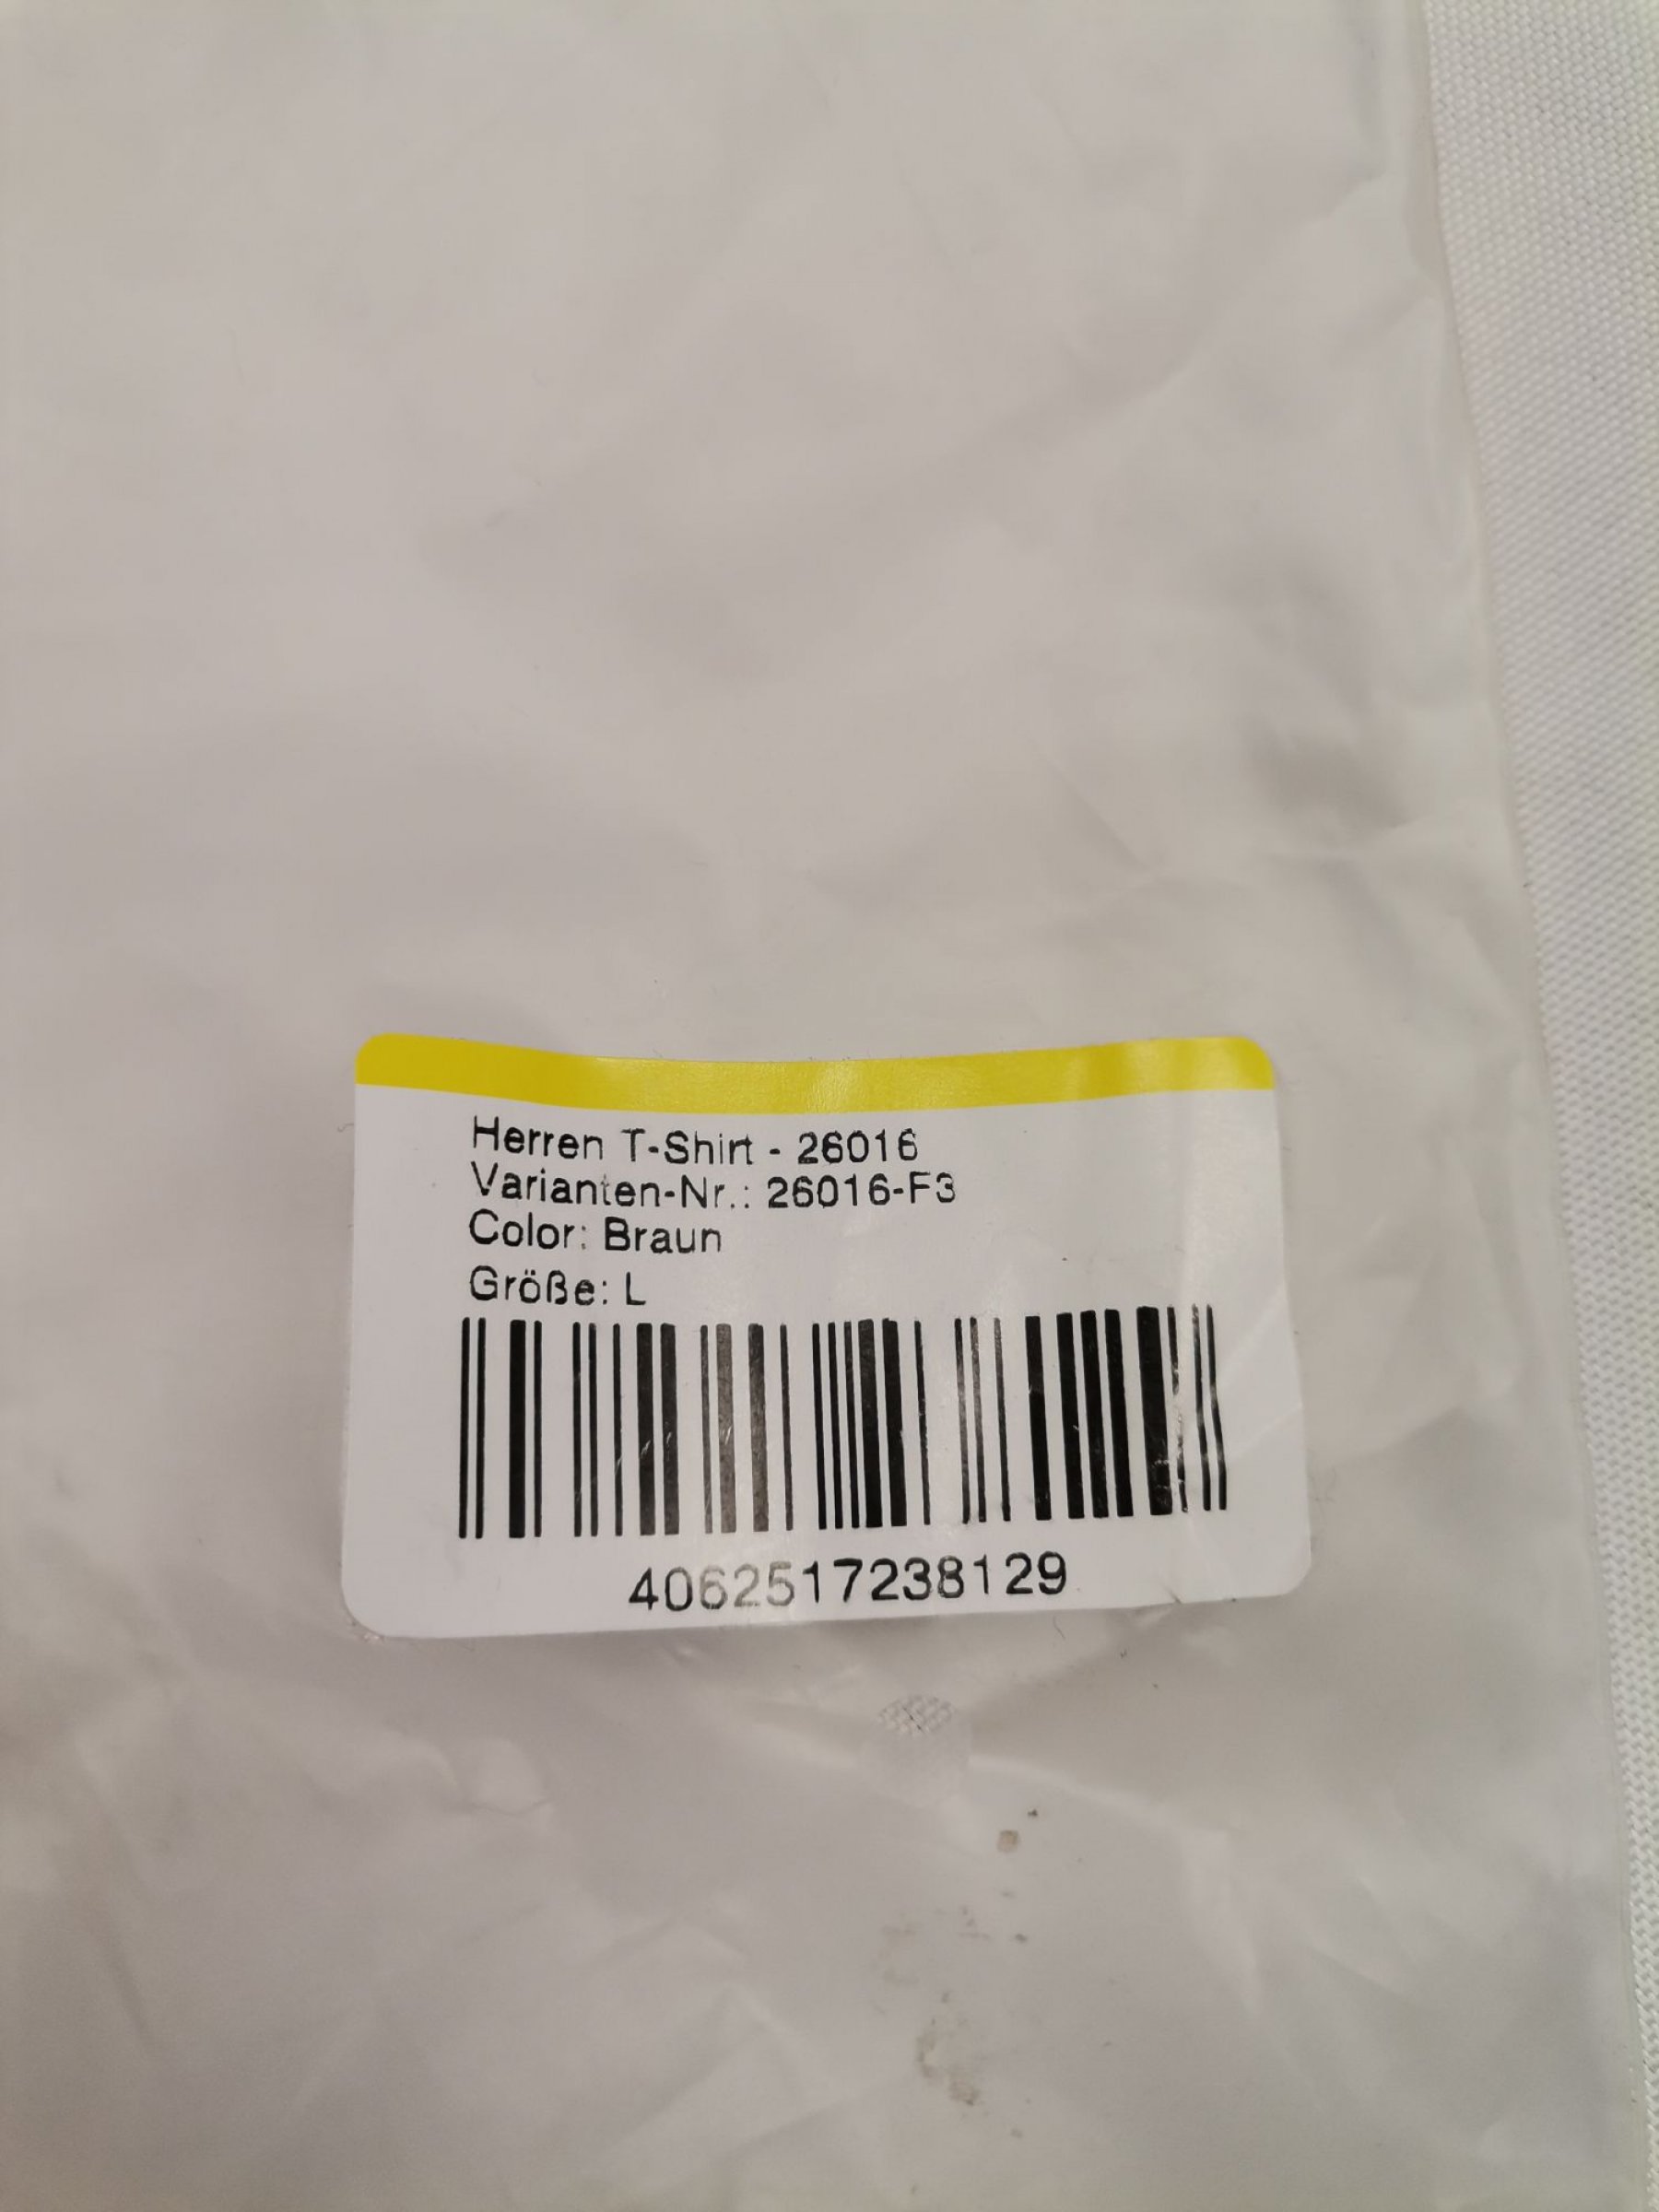 Herren T-Shirt - 26016
Varianten-Nr.: 26016-F3
Color: Braun
Größe: L
4062517238129